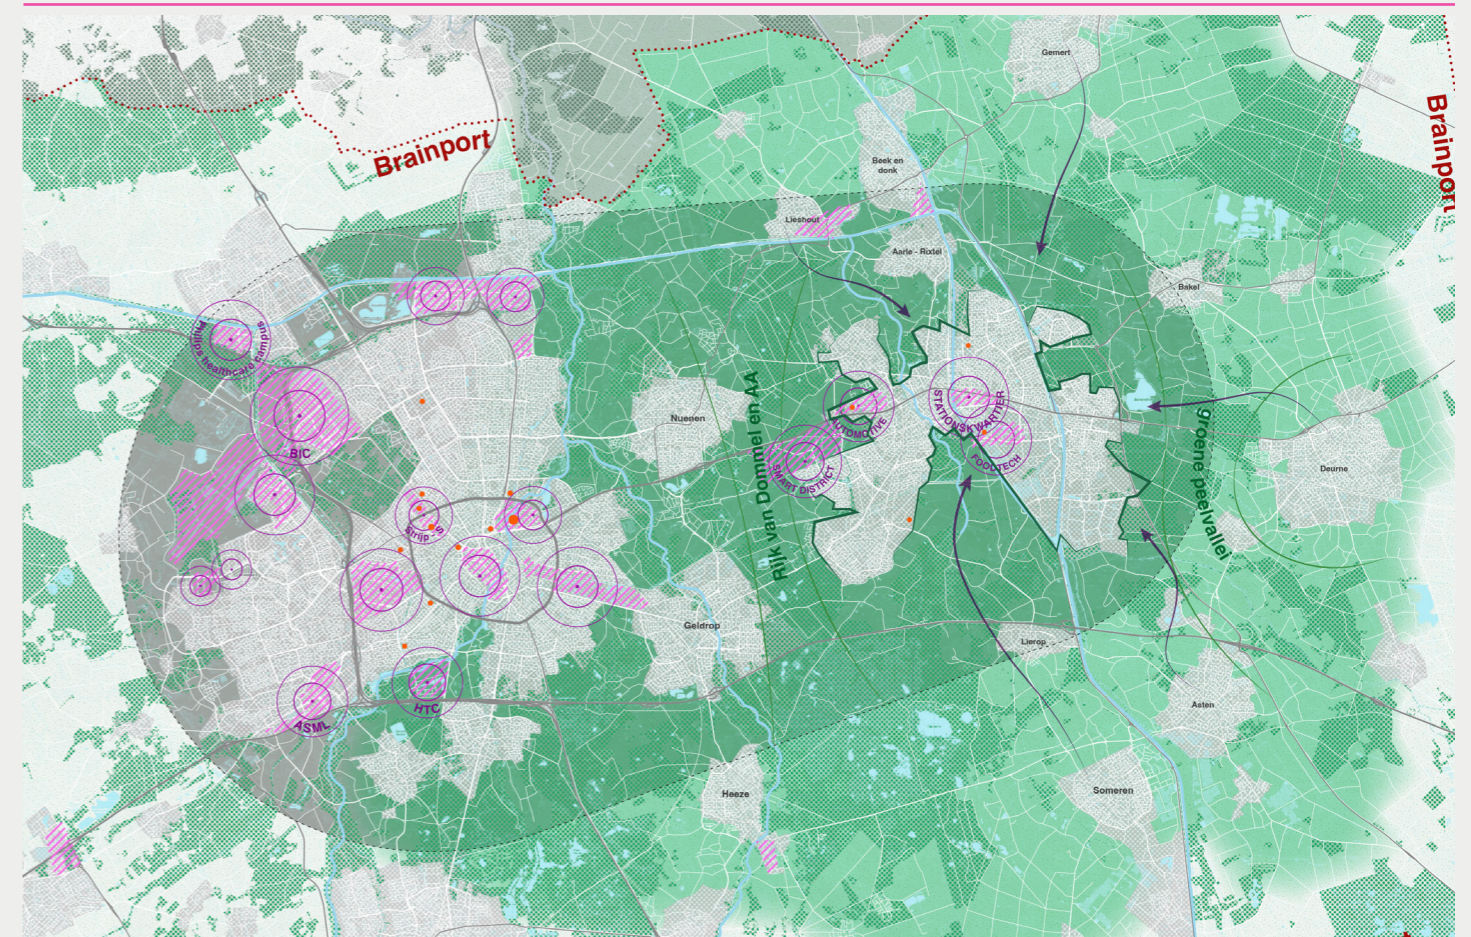 Gemert
Brainport
Brainport
Beek en
donk
Lieshout
Aarle - Rixtel
Bakel
Philips healthcare campus
STATIONSKWARTIER
Nuenen
AUTOMOTIVE
BIC
FOODTECH
SMART DISTRICT
Deurne
Rijk van Dommel en AA
groene peelvallei
Strijp - S
Geldrop
Lierop
HTC
ASML
Asten
Heeze
Someren